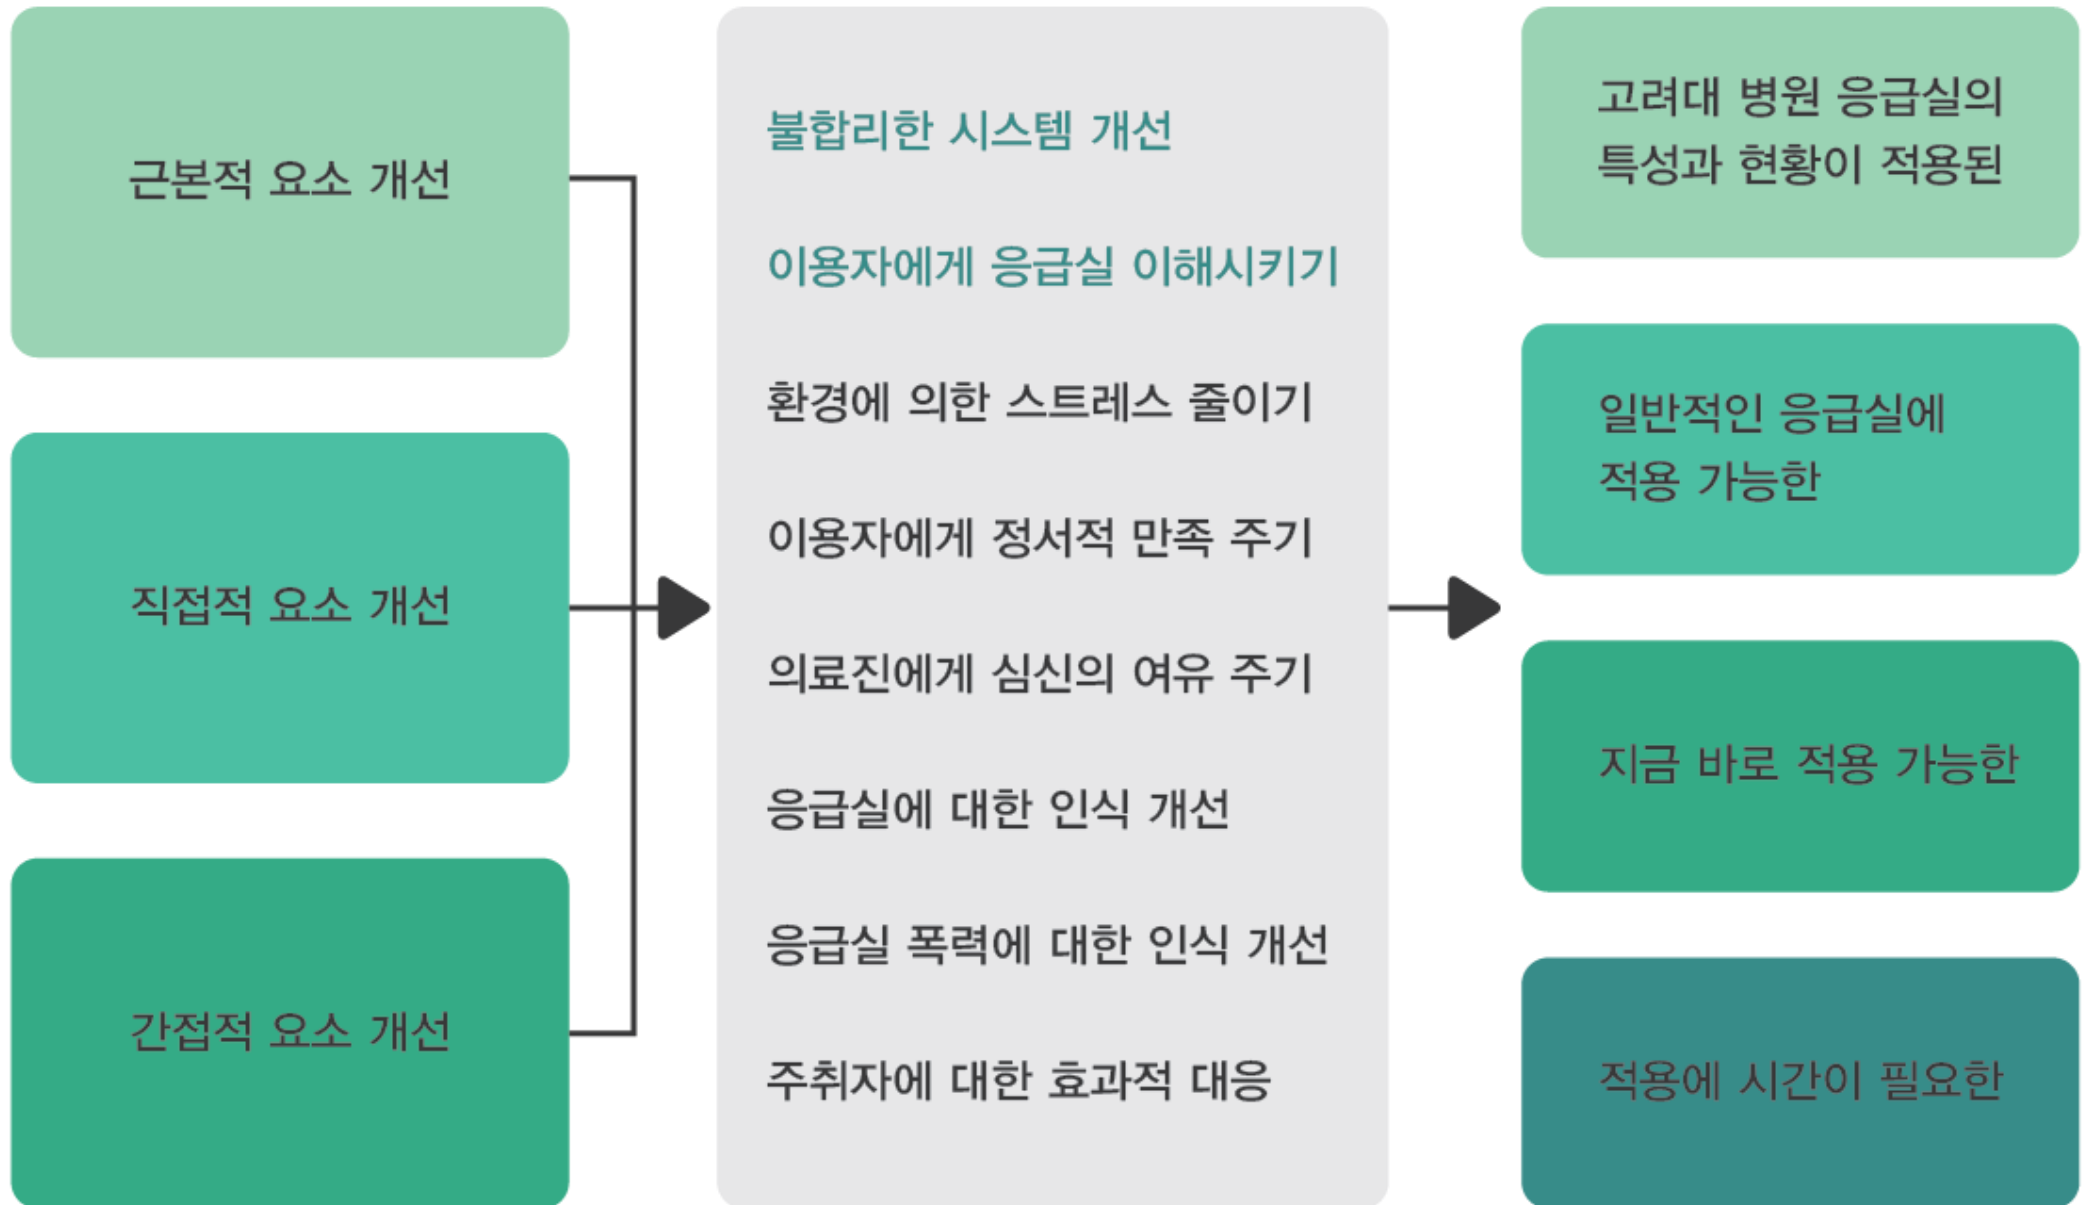 근본적 요소 개선
직접적 요소 개선
간접적 요소 개선
불합리한 시스템 개선
이용자에게 응급실 이해시키기
환경에 의한 스트레스 줄이기
이용자에게 정서적 만족 주기
의료진에게 심신의 여유 주기
응급실에 대한 인식 개선
응급실 폭력에 대한 인식 개선
주취자에 대한 효과적 대응
고려대 병원 응급실의
특성과 현황이 적용된
일반적인 응급실에
적용 가능한
지금 바로 적용 가능한
적용에 시간이 필요한